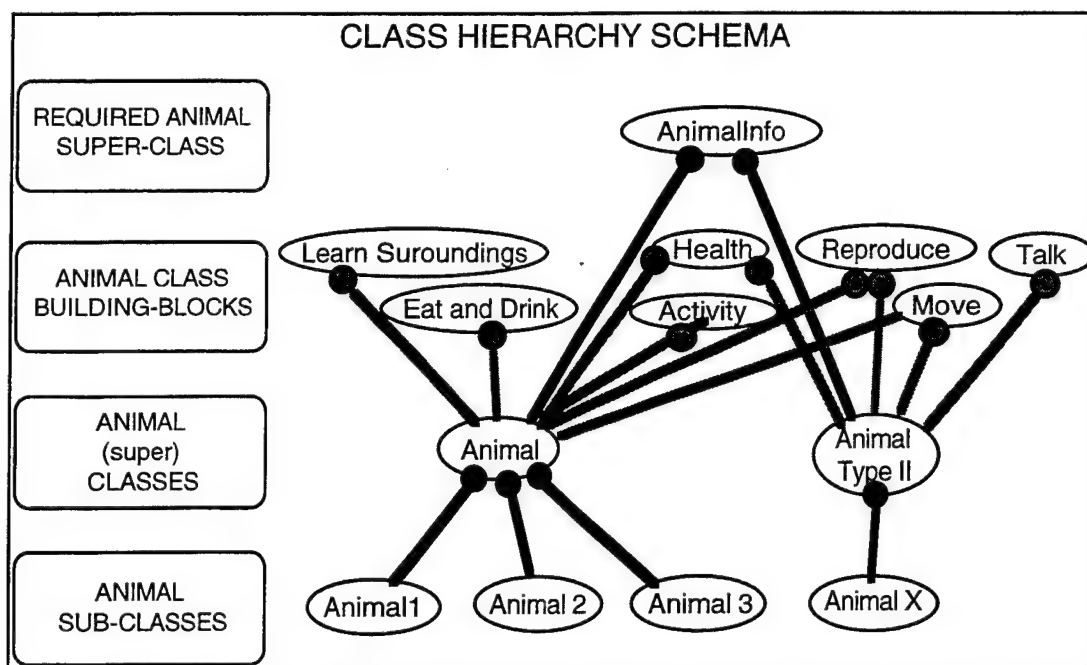 CLASS HIERARCHY SCHEMA
REQUIRED ANIMAL
SUPER-CLASS
AnimalInfo
ANIMAL CLASS
BUILDING-BLOCKS
Learn Suroundings
Health
Reproduce
Talk
Eat and Drink
Activity
Move
ANIMAL
(super)
CLASSES
Animal
Animal
Type II
ANIMAL
SUB-CLASSES
Animal1
Animal 2
Animal 3
Animal X